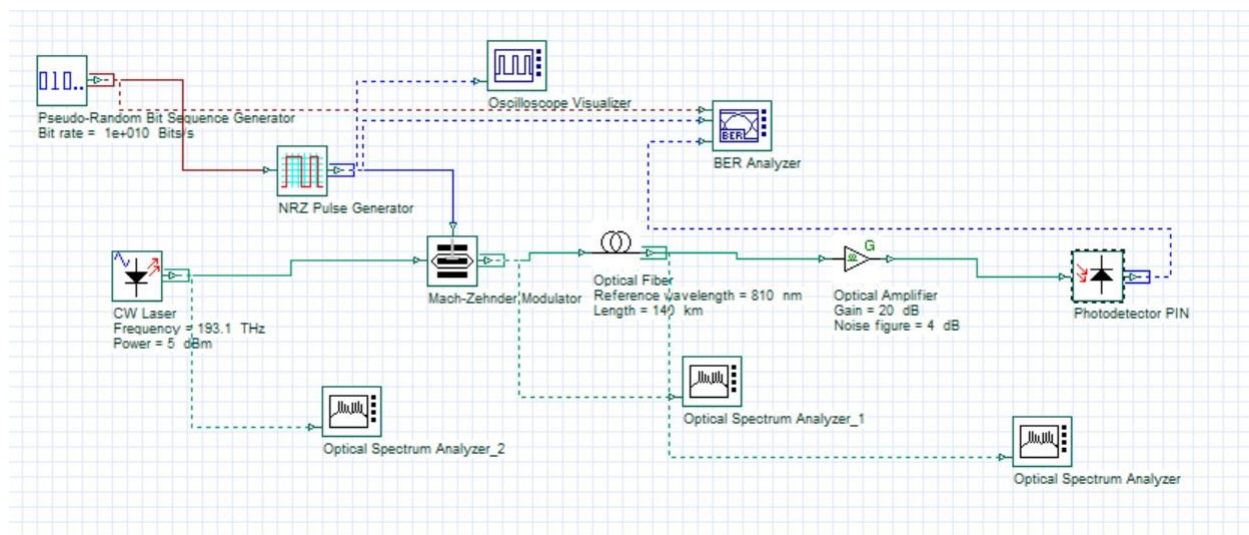 010..
Pseudo-Random Bit Sequence Generator
Bit rate = 1e+010 Bits/s
Oscilloscope Visualizer
BER
BER Analyzer
NRZ Pulse Generator
CW Laser
Frequency = 193.1 THz
Power = 5 dBm
Mach-Zehnder Modulator
Optical Fiber
Reference wavelength = 810 nm
Length = 140 km
G
Optical Amplifier
Gain = 20 dB
Noise figure = 4 dB
Photodetector PIN
Optical Spectrum Analyzer_2
Optical Spectrum Analyzer_1
Optical Spectrum Analyzer